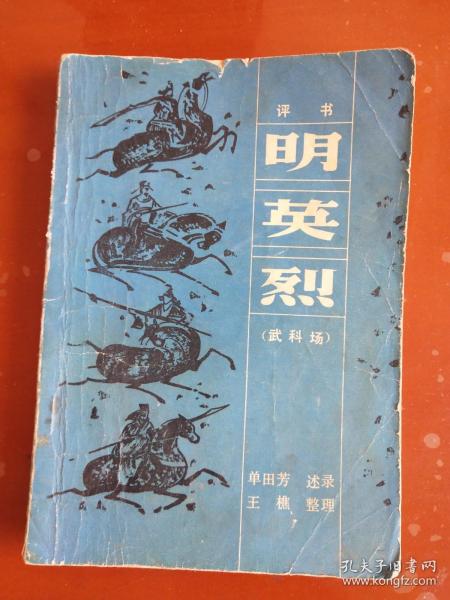 评书
明
英
烈
(武科场)
单田芳 述录
王樵 整理
孔夫子旧书网
www.kongfz.com